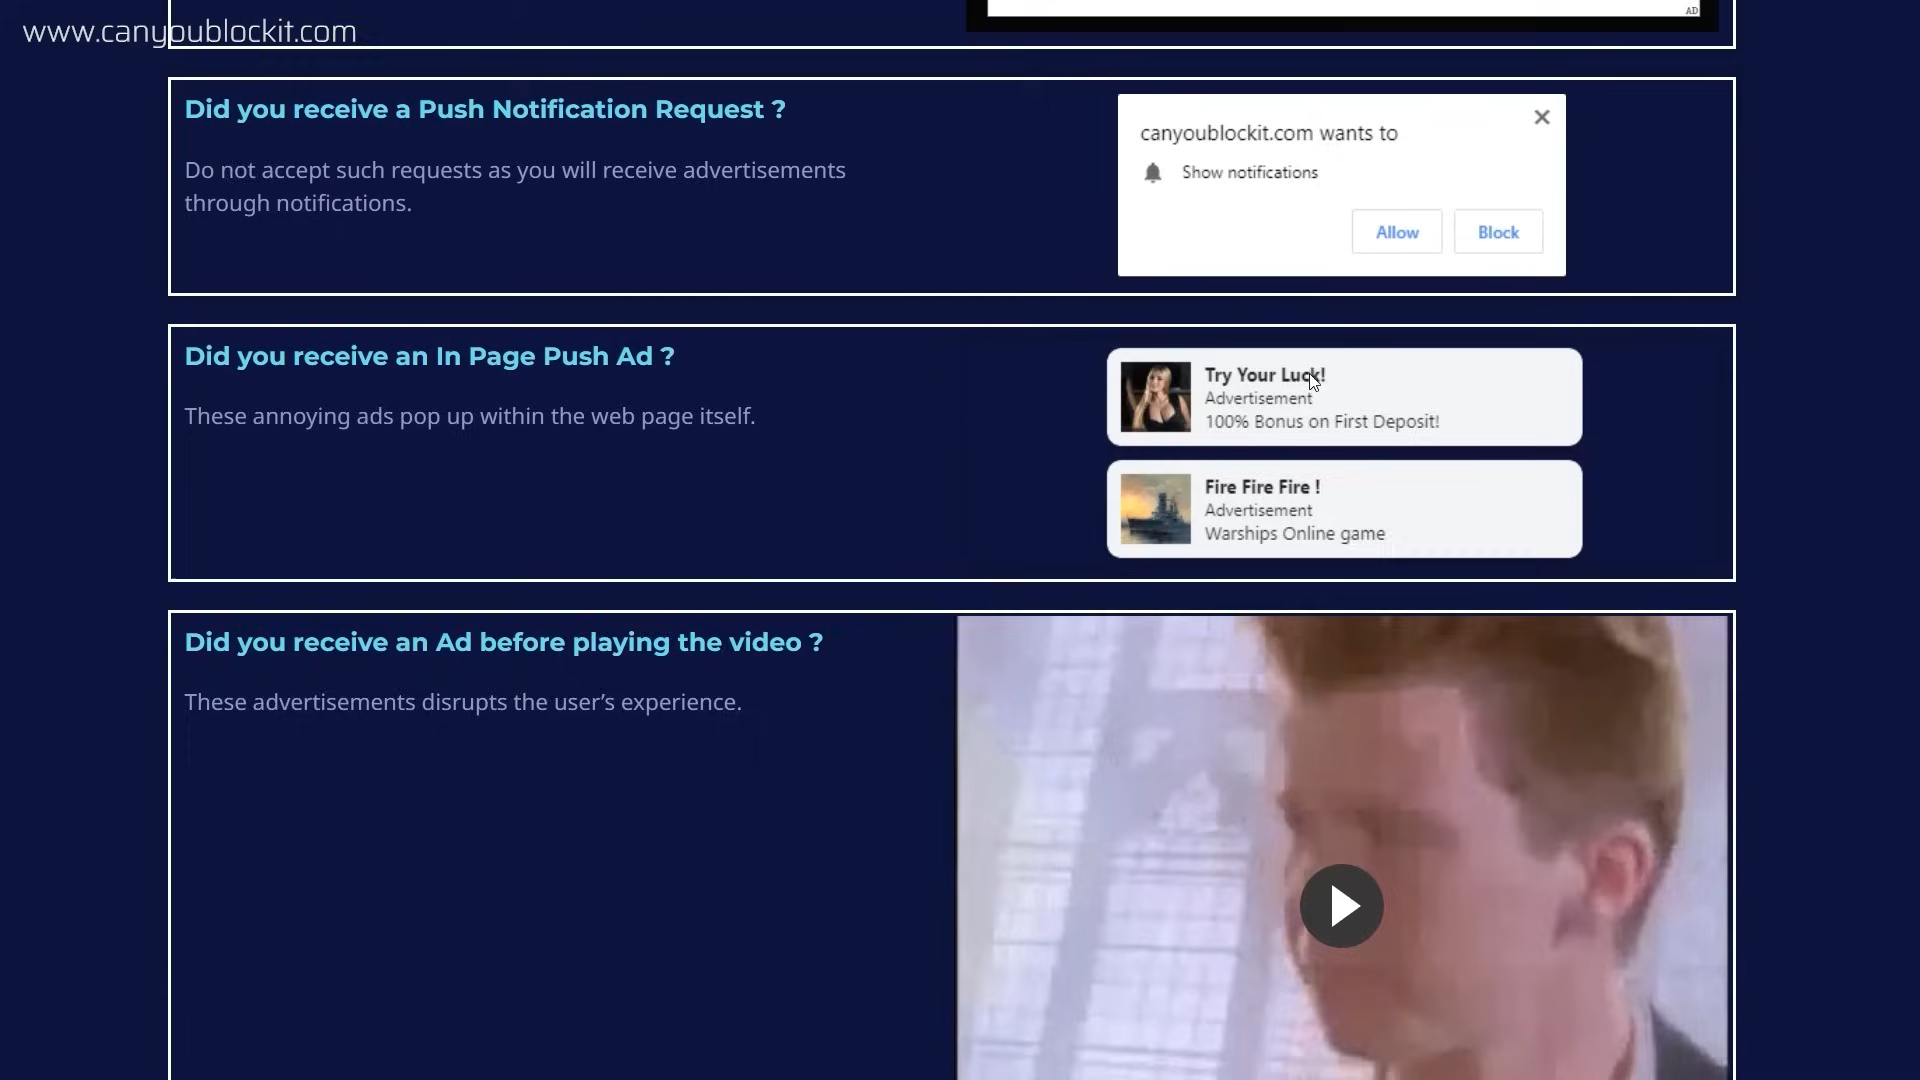 www.canyoublockit.com
AD
Did you receive a Push Notification Request ?
Do not accept such requests as you will receive advertisements
through notifications.
canyoublockit.com wants to
Show notifications
Allow
Block
Did you receive an In Page Push Ad ?
These annoying ads pop up within the web page itself.
Try Your Luck!
Advertisement
100% Bonus on First Deposit!
Fire Fire Fire !
Advertisement
Warships Online game
Did you receive an Ad before playing the video ?
These advertisements disrupts the user’s experience.